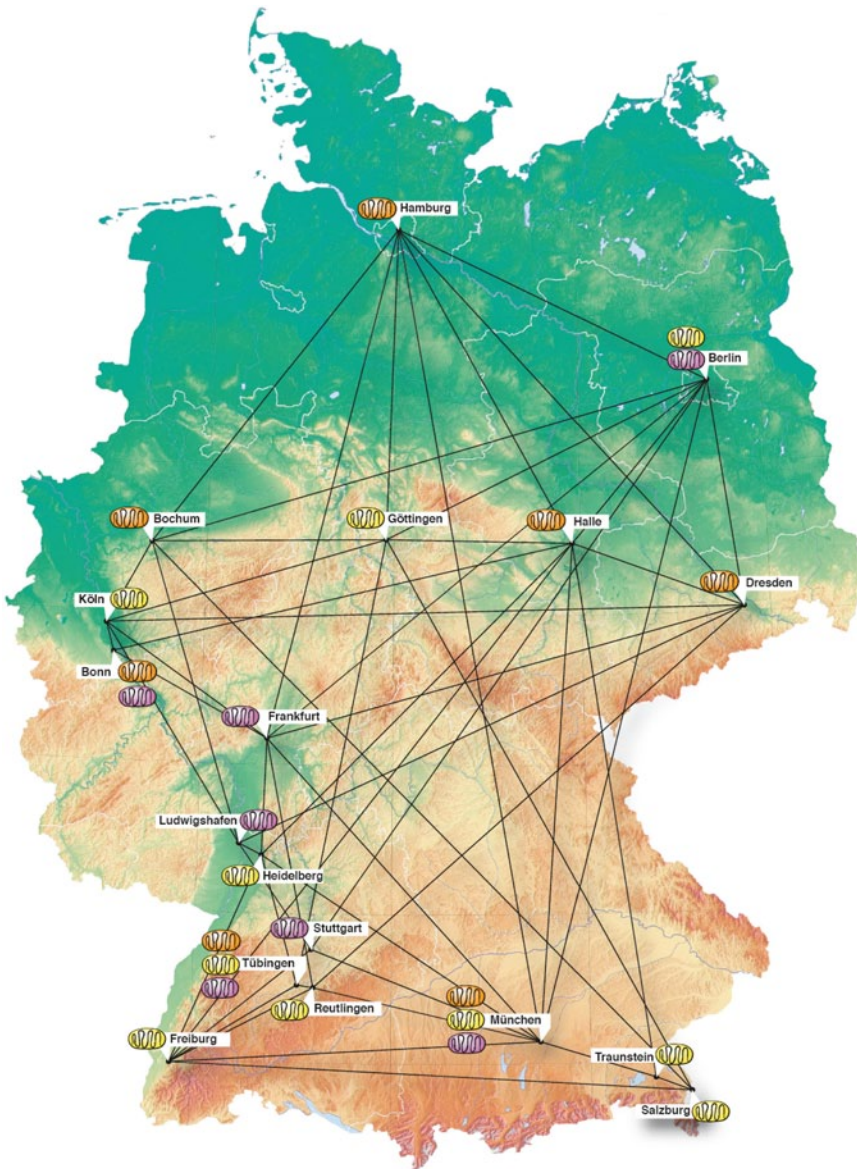 Hamburg
Berlin
Bochum
Göttingen
Halle
Dresden
Köln
Bonn
Frankfurt
Ludwigshafen
Heidelberg
Stuttgart
Tübingen
Reutlingen
München
Freiburg
Traunstein
Salzburg